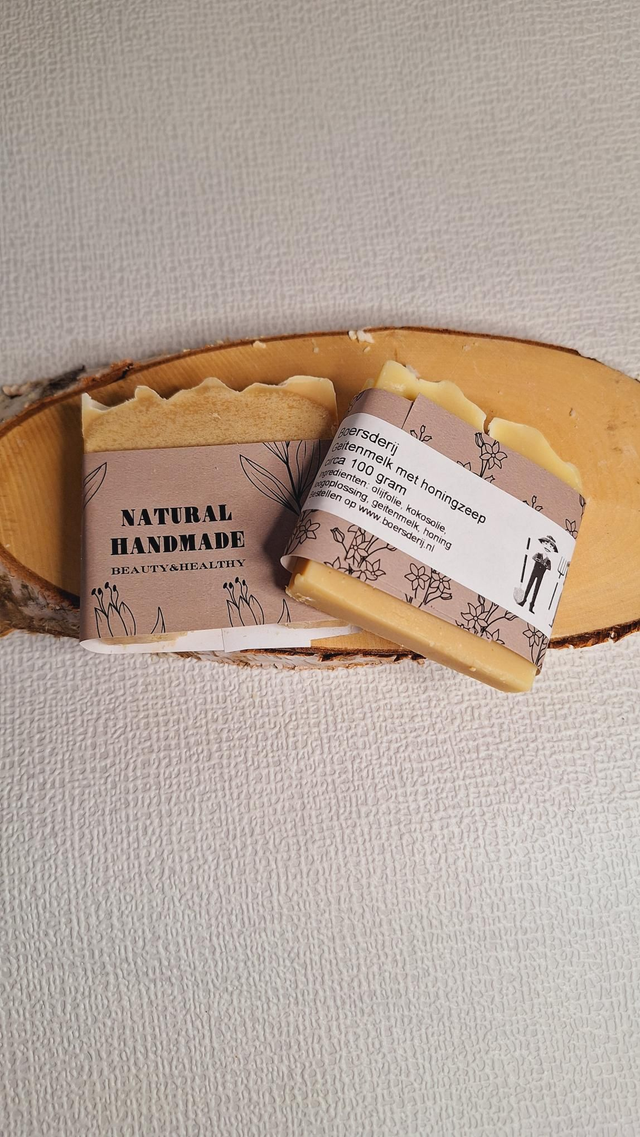 NATURAL
HANDMADE
BEAUTY&HEALTHY
Boersderij
Geitenmelk met honingzeep
circa 100 gram
Ingredienten: olijfolie, kokosolie,
loogoplossing, geitenmelk, honing
Bestellen op www.boersderij.nl